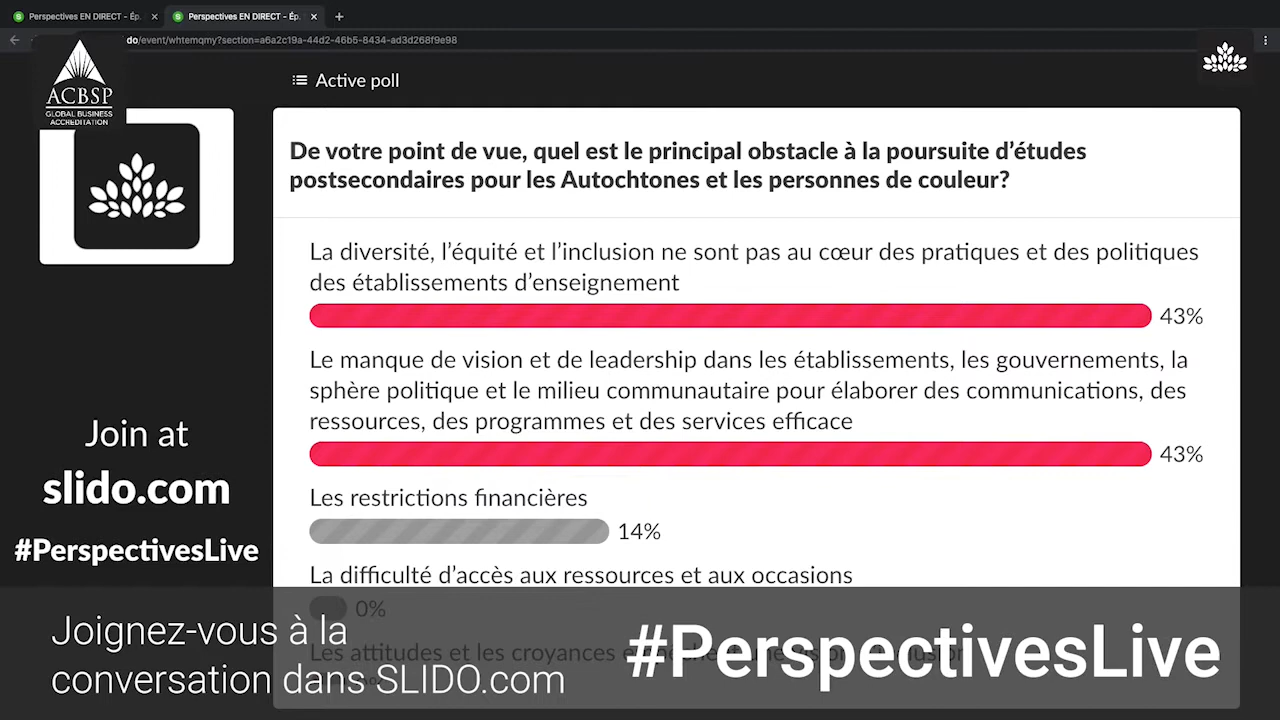 Perspectives EN DIRECT - Ép.
Perspectives EN DIRECT - Ép.
do/event/whtemqmy?section=a6a2c19a-44d2-46b5-8434-ad3d268f9e98
ACBSP
GLOBAL BUSINESS
ACCREDITATION
Active poll
De votre point de vue, quel est le principal obstacle à la poursuite d’études
postsecondaires pour les Autochtones et les personnes de couleur?
La diversité, l’équité et l’inclusion ne sont pas au cœur des pratiques et des politiques
des établissements d’enseignement
43%
Le manque de vision et de leadership dans les établissements, les gouvernements, la
sphère politique et le milieu communautaire pour élaborer des communications, des
ressources, des programmes et des services efficace
43%
Les restrictions financières
14%
La difficulté d’accès aux ressources et aux occasions
0%
Les attitudes et les croyances
Join at
slido.com
#PerspectivesLive
Joignez-vous à la
conversation dans SLIDO.com
#PerspectivesLive